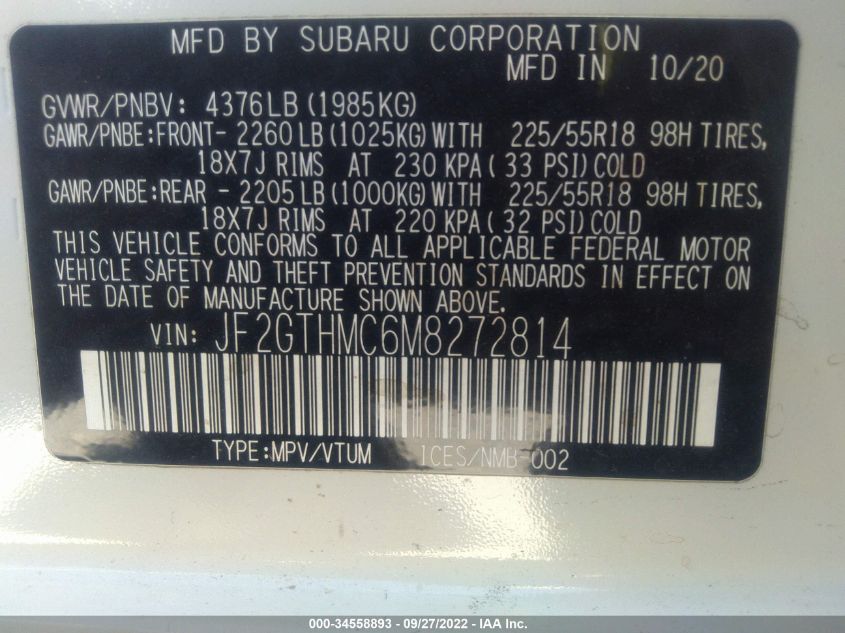 MFD BY SUBARU CORPORATION
MFD IN 10/20
GVWR/PNBV: 4376LB(1985KG)
GAWR/PNBE:FRONT- 2260LB(1025KG)WITH 225/55R18 98H TIRES,
18X7J RIMS AT 230 KPA( 33 PSI)COLD
GAWR/PNBE:REAR - 2205LB(1000KG)WITH 225/55R18 98H TIRES,
18X7J RIMS AT 220 KPA( 32 PSI)COLD
THIS VEHICLE CONFORMS TO ALL APPLICABLE FEDERAL MOTOR
VEHICLE SAFETY AND THEFT PREVENTION STANDARDS IN EFFECT ON
THE DATE OF MANUFACTURE SHOWN ABOVE.
VIN: JF2GTHMC6M8272814
TYPE:MPV/VTUM ICES/NMB-002
000-34558893 - 09/27/2022 - IAA Inc.